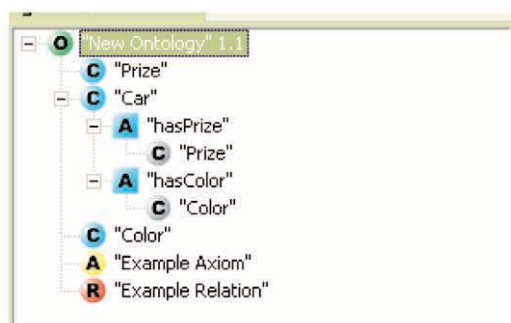 O "New Ontology" 1.1
C "Prize"
C "Car"
A "hasPrize"
C "Prize"
A "hasColor"
C "Color"
C "Color"
A "Example Axiom"
R "Example Relation"